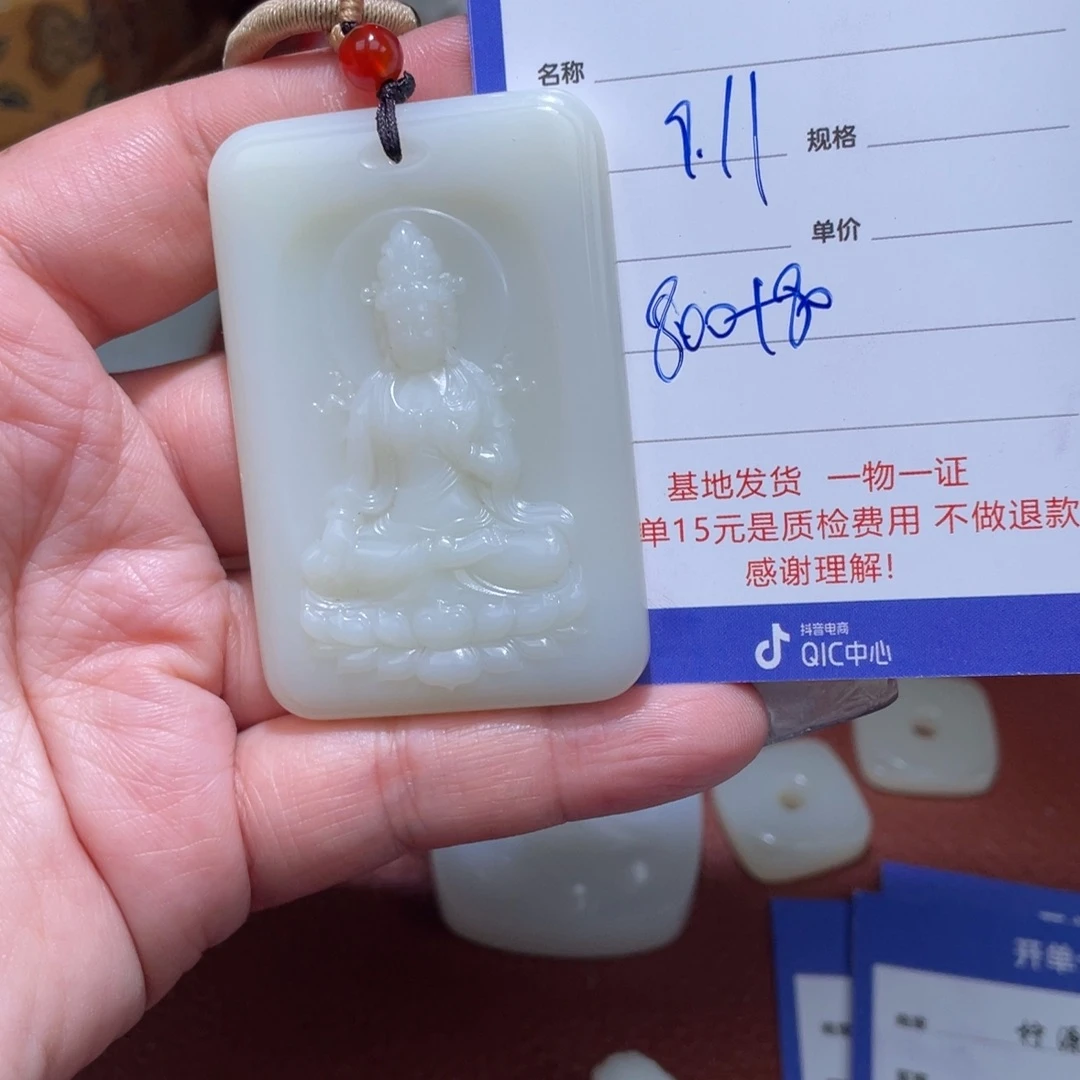 名称
9.11
规格
单价
800+80
基地发货 一物一证
单15元是质检费用 不做退款
感谢理解!
抖音电商
QIC中心
开单